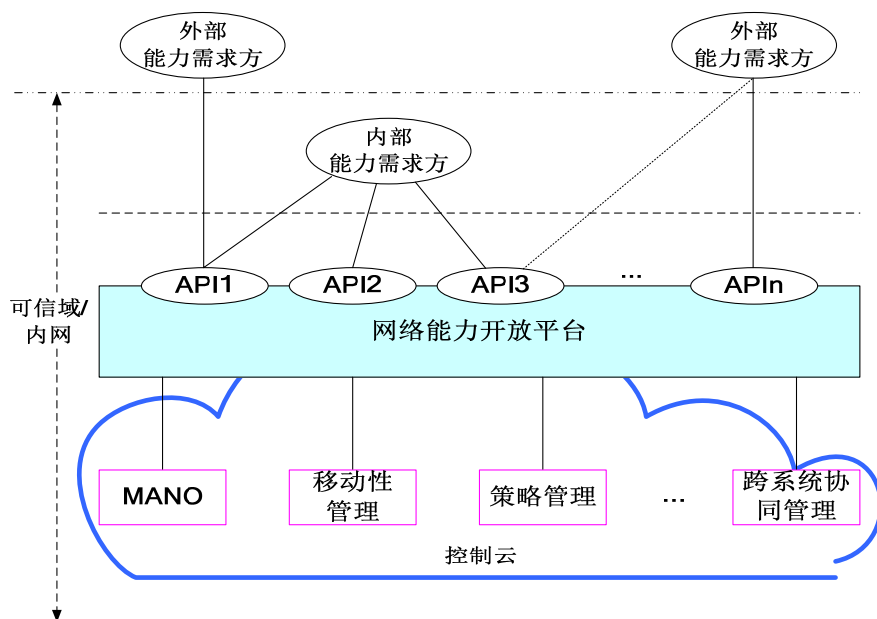 外部
能力需求方
外部
能力需求方
内部
能力需求方
API1
API2
API3
...
APIn
网络能力开放平台
可信域/
内网
MANO
移动性
管理
策略管理
...
跨系统协
同管理
控制云